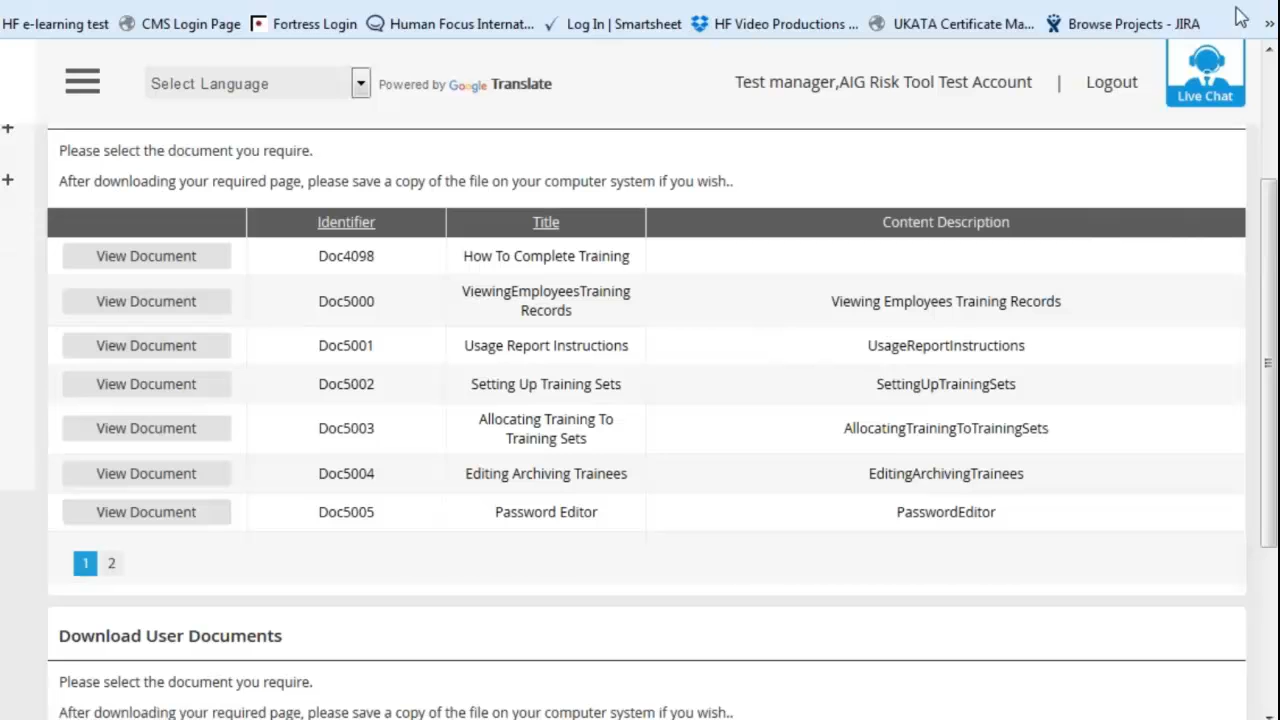 HF e-learning test CMS Login Page Fortress Login Human Focus Internat... Log In | Smartsheet HF Video Productions ... UKATA Certificate Ma... Browse Projects - JIRA »
Select Language Powered by Google Translate Test manager,AIG Risk Tool Test Account | Logout Live Chat
+
+
Please select the document you require.
After downloading your required page, please save a copy of the file on your computer system if you wish..
Identifier Title Content Description
View Document Doc4098 How To Complete Training
View Document Doc5000 ViewingEmployeesTraining
Records Viewing Employees Training Records
View Document Doc5001 Usage Report Instructions UsageReportInstructions
View Document Doc5002 Setting Up Training Sets SettingUpTrainingSets
View Document Doc5003 Allocating Training To
Training Sets AllocatingTrainingToTrainingSets
View Document Doc5004 Editing Archiving Trainees EditingArchivingTrainees
View Document Doc5005 Password Editor PasswordEditor
1 2
Download User Documents
Please select the document you require.
After downloading your required page, please save a copy of the file on your computer system if you wish..